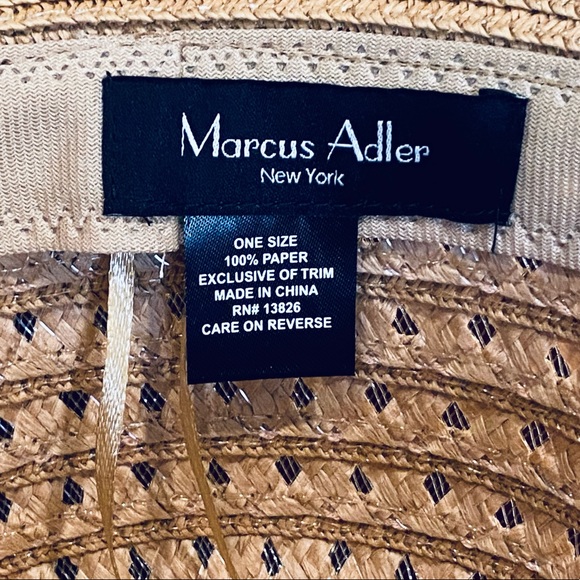 Marcus Adler
New York
ONE SIZE
100% PAPER
EXCLUSIVE OF TRIM
MADE IN CHINA
RN# 13826
CARE ON REVERSE